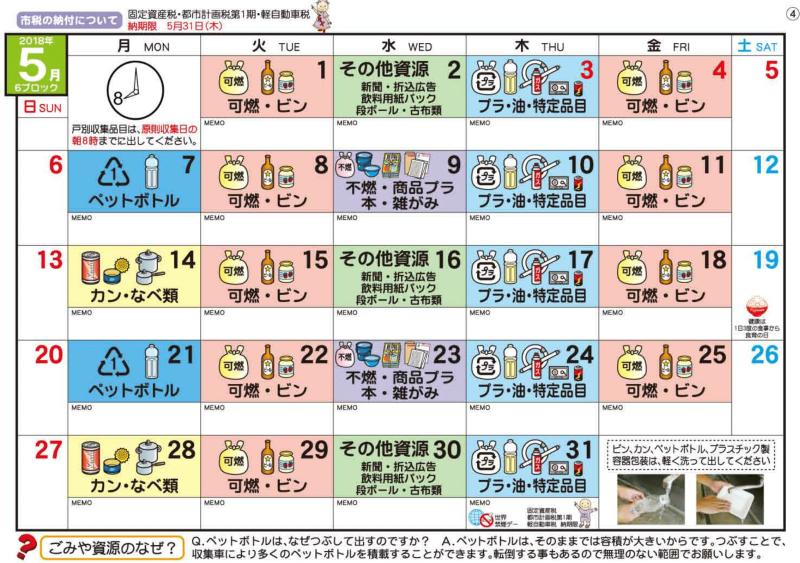 市税の納付について
固定資産税・都市計画税第1期・軽自動車税
納期限 5月31日(木)
④
2018年
5月
6ブロック
日 SUN
月 MON
火 TUE
水 WED
木 THU
金 FRI
土 SAT
8
戸別収集品目は、原則収集日の
朝8時までに出してください。
可燃 1
可燃・ビン
MEMO
その他資源 2
新聞・折込広告
飲料用紙パック
段ボール・古布類
MEMO
プラ 3
プラ・油・特定品目
MEMO
可燃 4
可燃・ビン
MEMO
5
6
1 7
ペットボトル
MEMO
可燃 8
可燃・ビン
MEMO
不燃 9
不燃・商品プラ
本・雑がみ
MEMO
プラ 10
プラ・油・特定品目
MEMO
可燃 11
可燃・ビン
MEMO
12
13
14
カン・なべ類
MEMO
可燃 15
可燃・ビン
MEMO
その他資源 16
新聞・折込広告
飲料用紙パック
段ボール・古布類
MEMO
プラ 17
プラ・油・特定品目
MEMO
可燃 18
可燃・ビン
MEMO
19
健康は
1日3度の食事から
食育の日
20
1 21
ペットボトル
MEMO
可燃 22
可燃・ビン
MEMO
不燃 23
不燃・商品プラ
本・雑がみ
MEMO
プラ 24
プラ・油・特定品目
MEMO
可燃 25
可燃・ビン
MEMO
26
27
28
カン・なべ類
MEMO
可燃 29
可燃・ビン
MEMO
その他資源 30
新聞・折込広告
飲料用紙パック
段ボール・古布類
MEMO
プラ 31
プラ・油・特定品目
MEMO
世界
禁煙デー
固定資産税
都市計画税第1期
軽自動車税 納期限
ビン、カン、ペットボトル、プラスチック製
容器包装は、軽く洗って出してください
ごみや資源のなぜ?
Q.ペットボトルは、なぜつぶして出すのですか? A.ペットボトルは、そのままでは容積が大きいからです。つぶすことで、
収集車により多くのペットボトルを積載することができます。転倒する事もあるので無理のない範囲でお願いします。